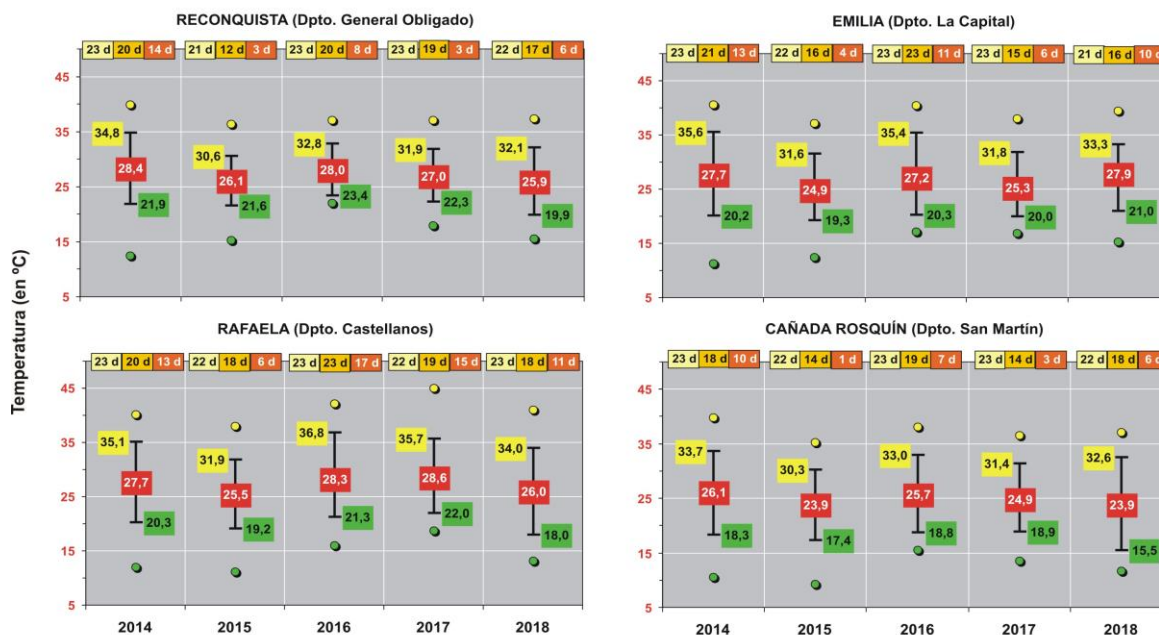 RECONQUISTA (Dpto. General Obligado)
23 d 20 d 14 d 21 d 12 d 3 d 23 d 20 d 8 d 23 d 19 d 3 d 22 d 17 d 6 d
45
35
25
15
5
34,8 30,6 32,8 31,9 32,1
28,4 26,1 28,0 27,0 25,9
21,9 21,6 23,4 22,3 19,9
EMILIA (Dpto. La Capital)
23 d 21 d 13 d 22 d 16 d 4 d 23 d 23 d 11 d 23 d 15 d 6 d 21 d 16 d 10 d
45
35
25
15
5
35,6 31,6 35,4 31,8 33,3
27,7 24,9 27,2 25,3 27,9
20,2 19,3 20,3 20,0 21,0
Temperatura (en ºC)
RAFAELA (Dpto. Castellanos)
23 d 20 d 13 d 22 d 18 d 6 d 23 d 23 d 17 d 22 d 19 d 15 d 23 d 18 d 11 d
45
35
25
15
5
35,1 31,9 36,8 35,7 34,0
27,7 25,5 28,3 28,6 26,0
20,3 19,2 21,3 22,0 18,0
2014 2015 2016 2017 2018
CAÑADA ROSQUÍN (Dpto. San Martín)
23 d 18 d 10 d 22 d 14 d 1 d 23 d 19 d 7 d 23 d 14 d 3 d 22 d 18 d 6 d
45
35
25
15
5
33,7 30,3 33,0 31,4 32,6
26,1 23,9 25,7 24,9 23,9
18,3 17,4 18,8 18,9 15,5
2014 2015 2016 2017 2018